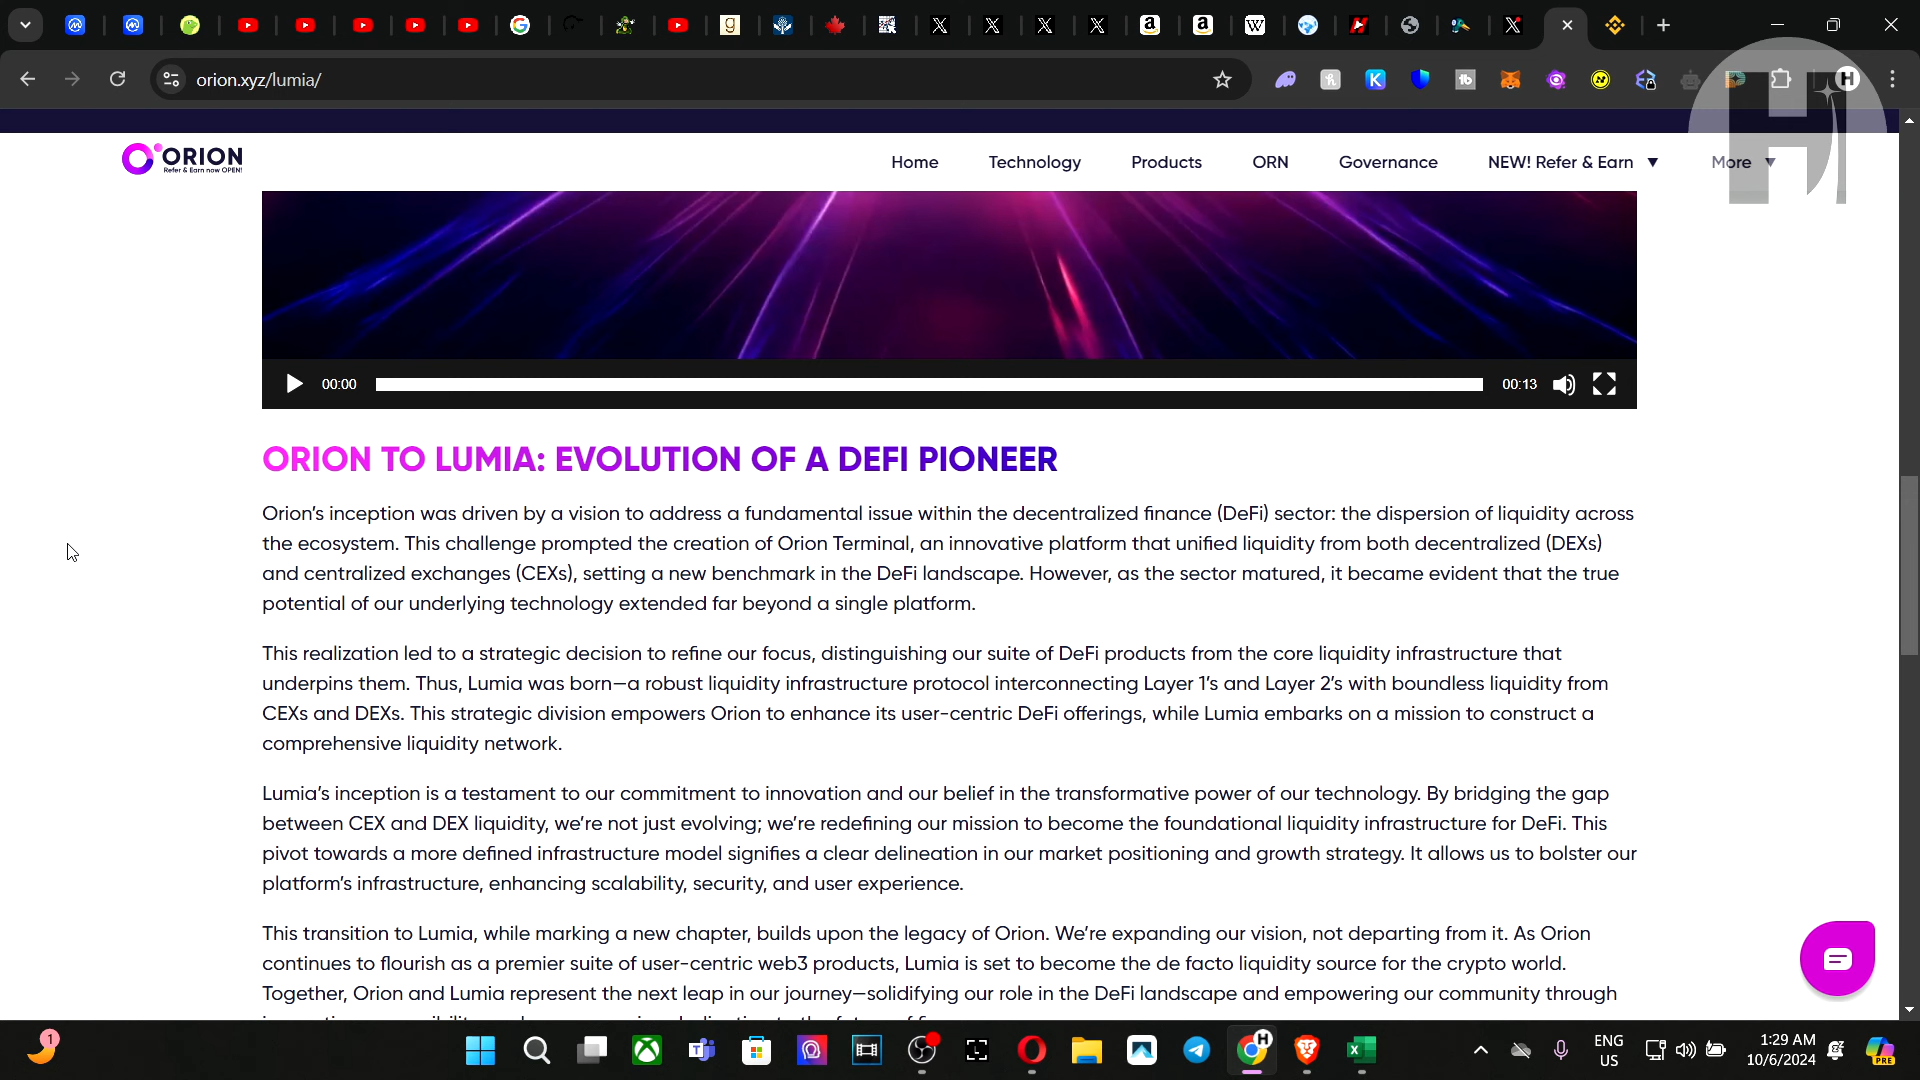 orion.xyz/lumia/
ORION
Refer & Earn now OPEN!
Home
Technology
Products
ORN
Governance
NEW! Refer & Earn ▼
More ▼
00:00
00:13
ORION TO LUMIA: EVOLUTION OF A DEFI PIONEER
Orion's inception was driven by a vision to address a fundamental issue within the decentralized finance (DeFi) sector: the dispersion of liquidity across
the ecosystem. This challenge prompted the creation of Orion Terminal, an innovative platform that unified liquidity from both decentralized (DEXs)
and centralized exchanges (CEXs), setting a new benchmark in the DeFi landscape. However, as the sector matured, it became evident that the true
potential of our underlying technology extended far beyond a single platform.
This realization led to a strategic decision to refine our focus, distinguishing our suite of DeFi products from the core liquidity infrastructure that
underpins them. Thus, Lumia was born—a robust liquidity infrastructure protocol interconnecting Layer 1's and Layer 2's with boundless liquidity from
CEXs and DEXs. This strategic division empowers Orion to enhance its user-centric DeFi offerings, while Lumia embarks on a mission to construct a
comprehensive liquidity network.
Lumia's inception is a testament to our commitment to innovation and our belief in the transformative power of our technology. By bridging the gap
between CEX and DEX liquidity, we're not just evolving; we're redefining our mission to become the foundational liquidity infrastructure for DeFi. This
pivot towards a more defined infrastructure model signifies a clear delineation in our market positioning and growth strategy. It allows us to bolster our
platform's infrastructure, enhancing scalability, security, and user experience.
This transition to Lumia, while marking a new chapter, builds upon the legacy of Orion. We're expanding our vision, not departing from it. As Orion
continues to flourish as a premier suite of user-centric web3 products, Lumia is set to become the de facto liquidity source for the crypto world.
Together, Orion and Lumia represent the next leap in our journey—solidifying our role in the DeFi landscape and empowering our community through
1
ENG
US
1:29 AM
10/6/2024
PRE